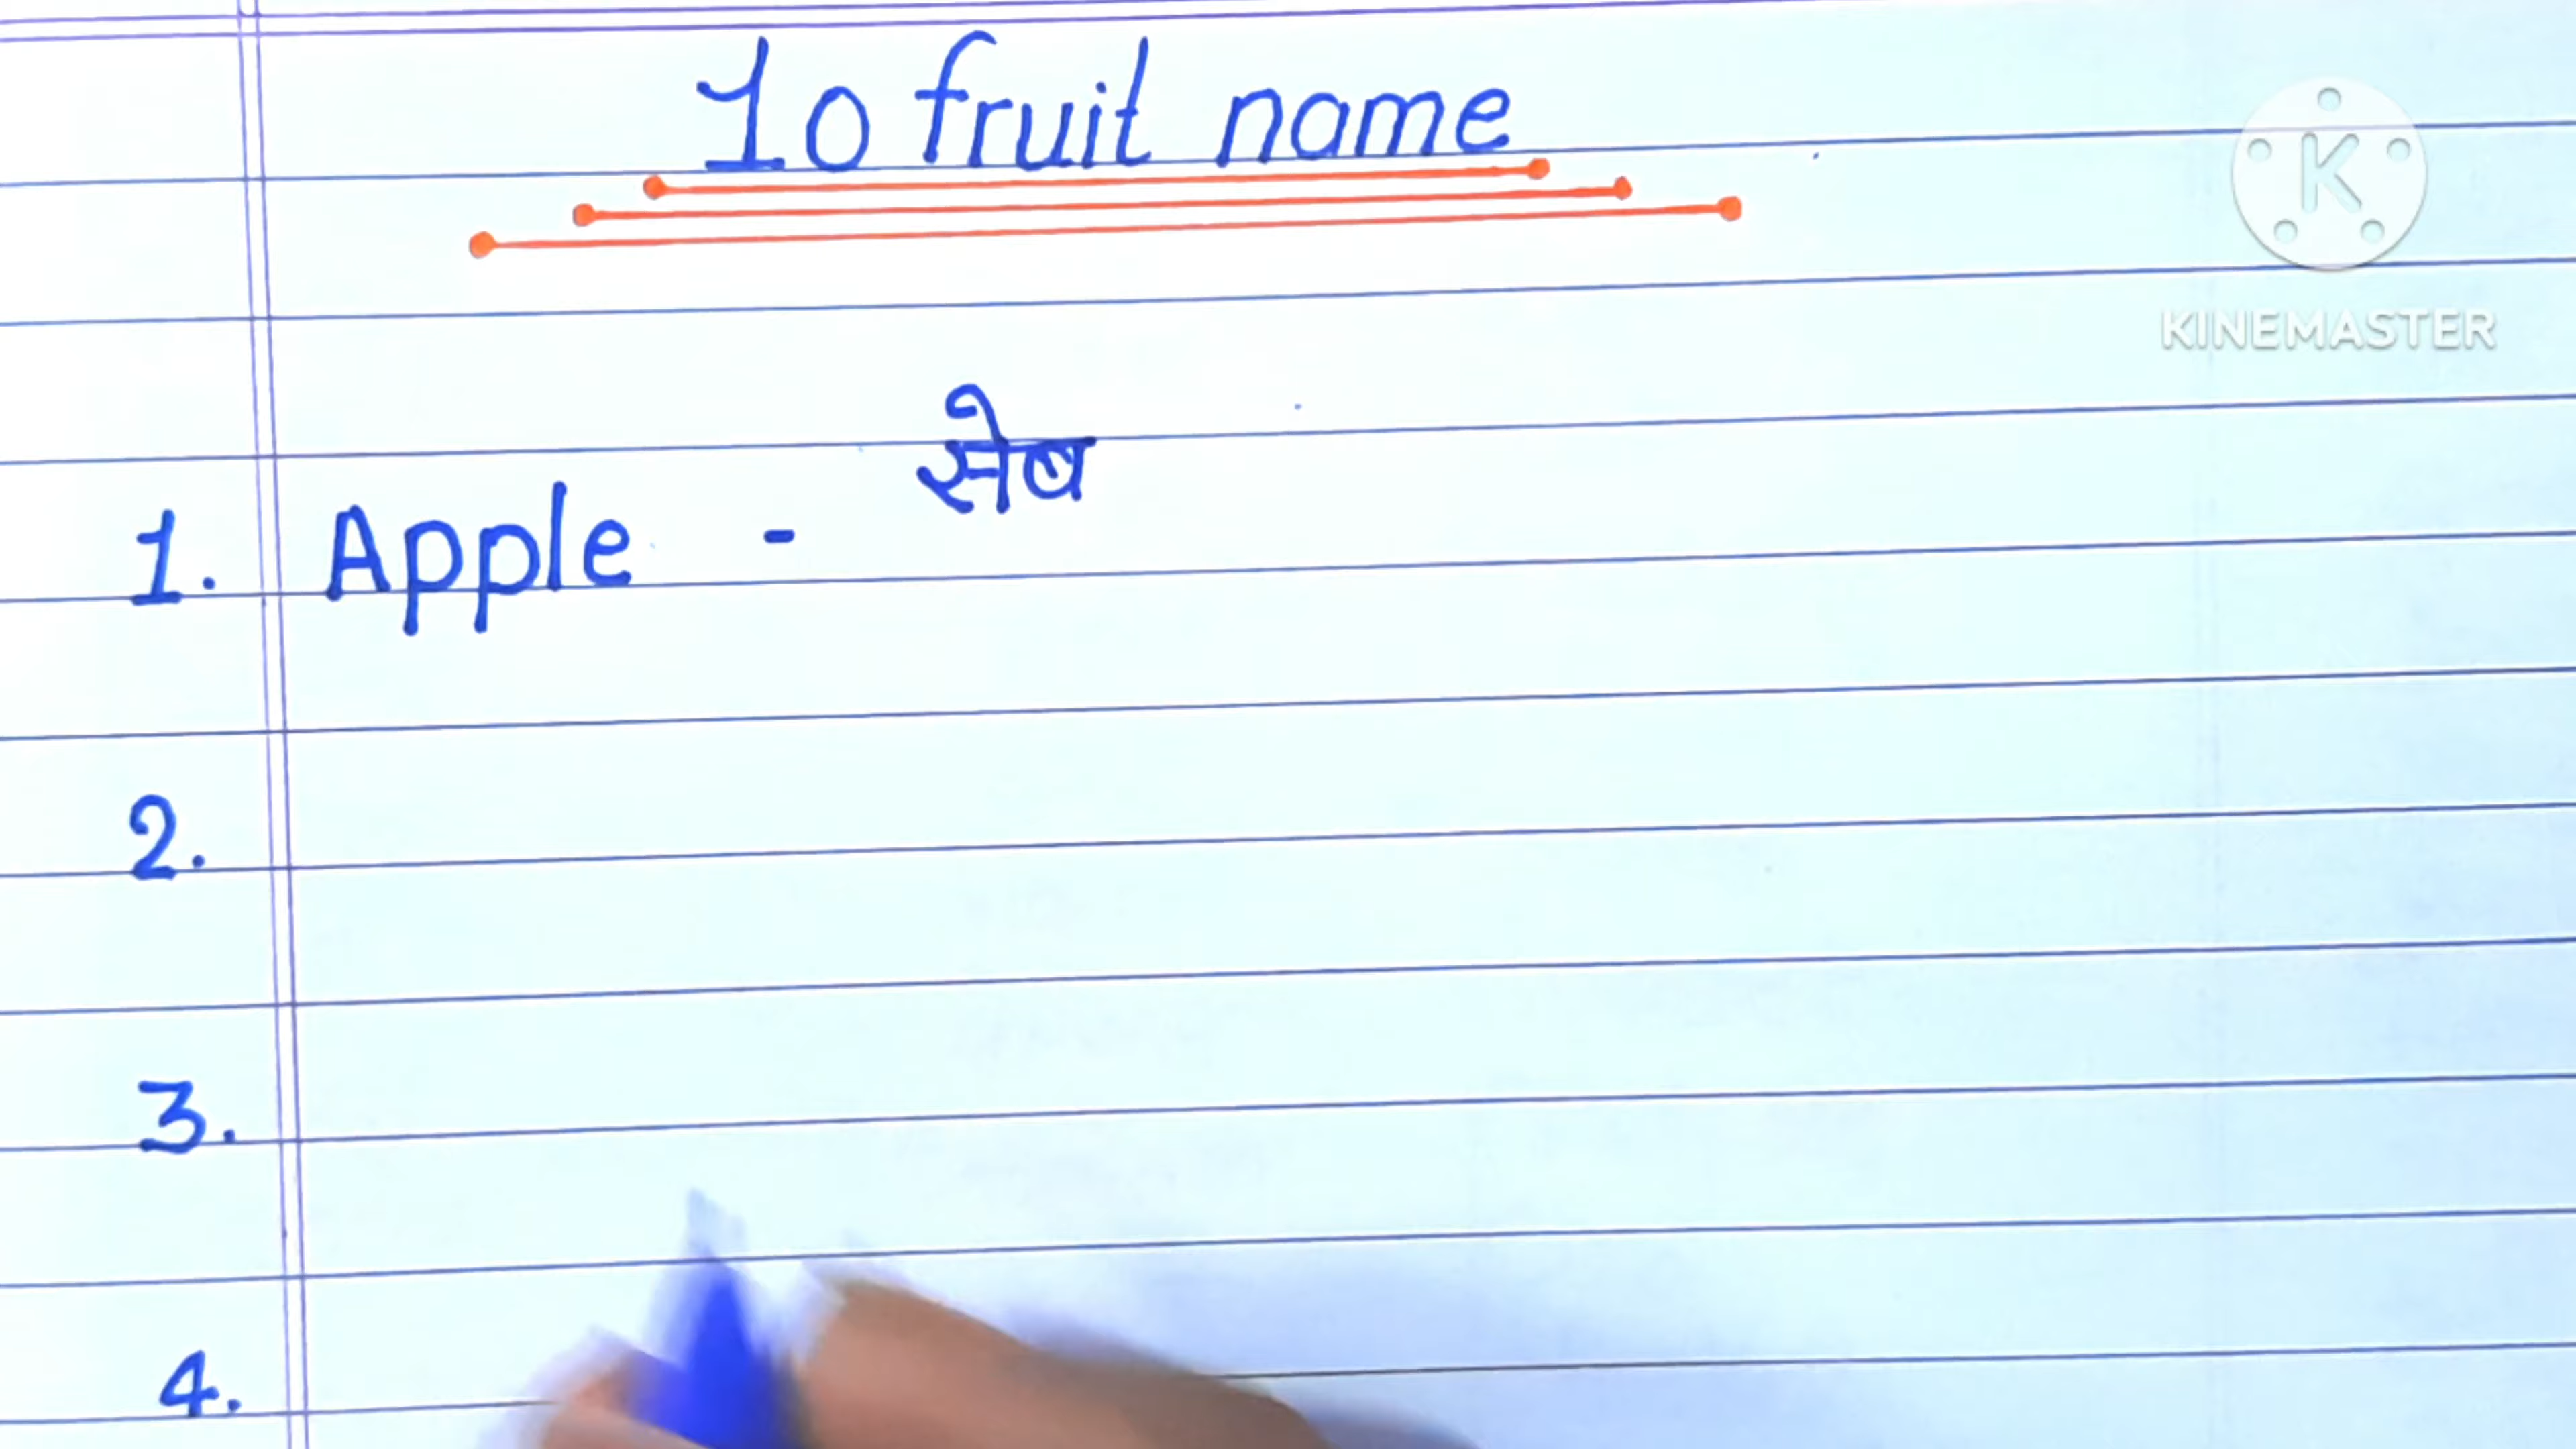 10 fruit name
KINEMASTER
1. Apple - सेब
2.
3.
4.